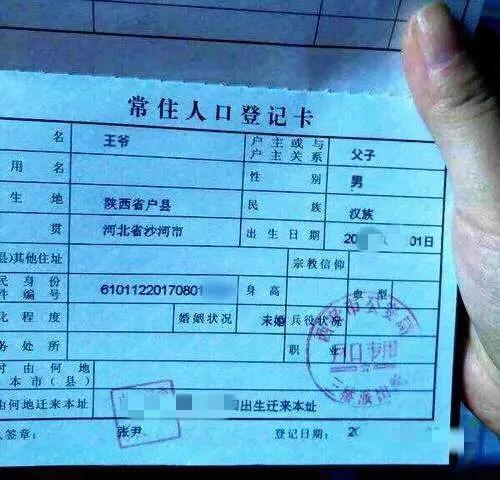 常住人口登记卡
名 王爷 户主或与户主关系 父子
用名 性别 男
生地 陕西省户县 民族 汉族
贯 河北省沙河市 出生日期 20 01日
县)其他住址 宗教信仰
民身份
件编号 61011220170801 身高 血型
化程度 婚姻状况 未婚 兵役状况
务处所 职业
时由何地
本市(县)
由何地迁来本址 出生迁来本址
人签章: 张尹 登记日期: 20
户口专用